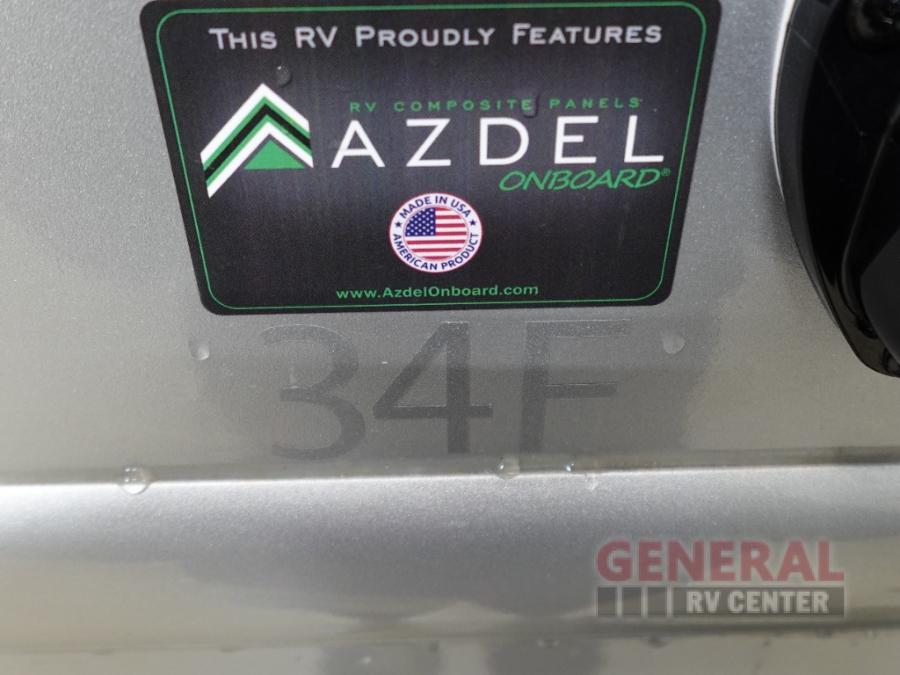 THIS RV PROUDLY FEATURES
RV COMPOSITE PANELS
AZDEL
ONBOARD®
MADE IN USA
AMERICAN PRODUCT
www.AzdelOnboard.com
34F
GENERAL
RV CENTER